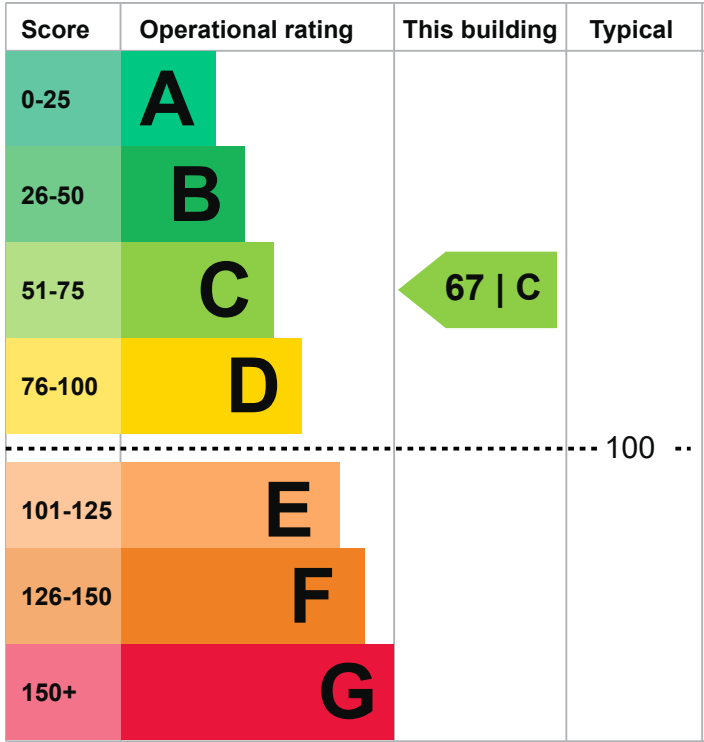 Score Operational rating This building Typical
0-25 A
26-50 B
51-75 C 67 | C
76-100 D
100
101-125 E
126-150 F
150+ G